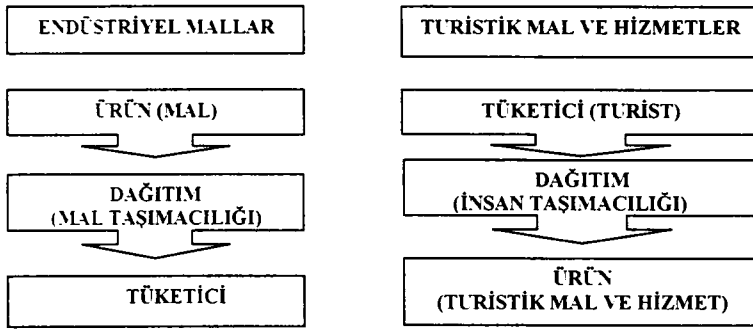 ENDÜSTRİYEL MALLAR
ÜRÜN (MAL)
DAĞITIM
(MAL TAŞIMACILIĞI)
TÜKETİCİ
TURİSTİK MAL VE HİZMETLER
TÜKETİCİ (TURİST)
DAĞITIM
(İNSAN TAŞIMACILIĞI)
ÜRÜN
(TURİSTİK MAL VE HİZMET)